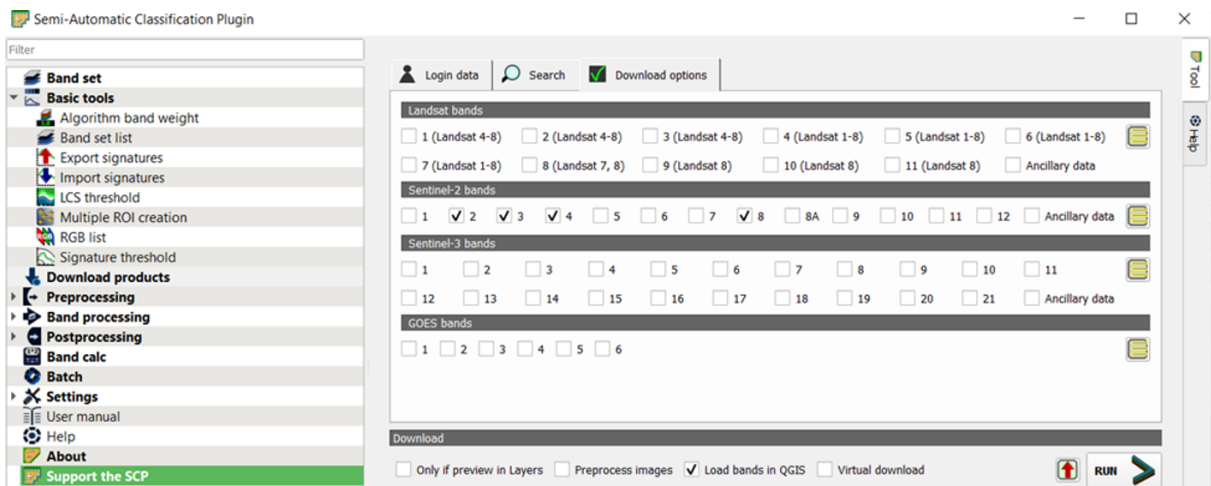 Semi-Automatic Classification Plugin
Filter
Band set
Basic tools
Algorithm band weight
Band set list
Export signatures
Import signatures
LCS threshold
Multiple ROI creation
RGB list
Signature threshold
Download products
Preprocessing
Band processing
Postprocessing
Band calc
Batch
Settings
User manual
Help
About
Support the SCP
Login data Search Download options
Landsat bands
1 (Landsat 4-8) 2 (Landsat 4-8) 3 (Landsat 4-8) 4 (Landsat 1-8) 5 (Landsat 1-8) 6 (Landsat 1-8)
7 (Landsat 1-8) 8 (Landsat 7, 8) 9 (Landsat 8) 10 (Landsat 8) 11 (Landsat 8) Ancillary data
Sentinel-2 bands
1 2 3 4 5 6 7 8 8A 9 10 11 12 Ancillary data
Sentinel-3 bands
1 2 3 4 5 6 7 8 9 10 11
12 13 14 15 16 17 18 19 20 21 Ancillary data
GOES bands
1 2 3 4 5 6
Download
Only if preview in Layers Preprocess images Load bands in QGIS Virtual download RUN
Tool
Help